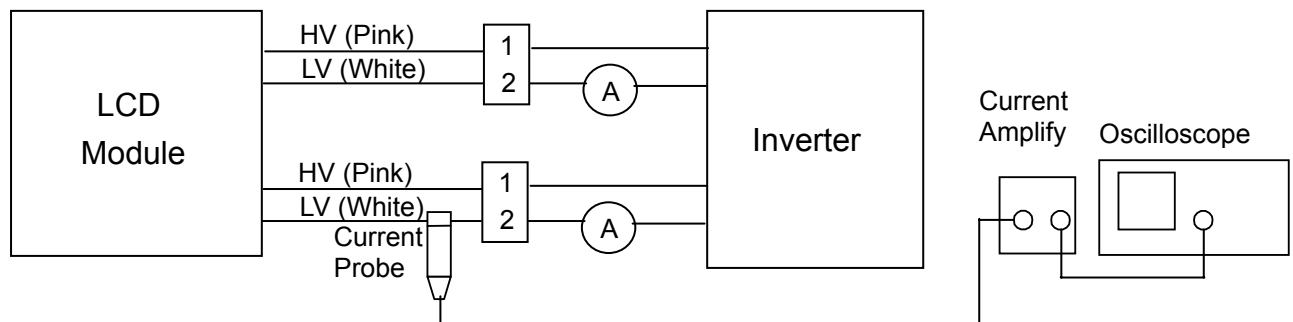 HV (Pink)
LV (White)
1
2
A
LCD
Module
Inverter
HV (Pink)
LV (White)
1
2
A
Current
Probe
Current
Amplify
Oscilloscope